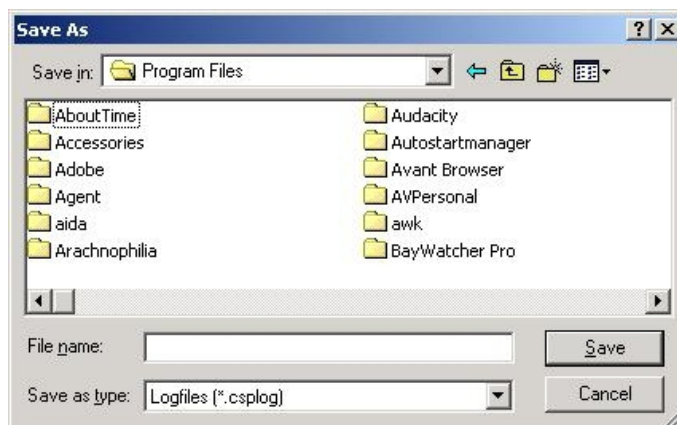 Save As
Save in: Program Files
AboutTime
Accessories
Adobe
Agent
aida
Arachnophilia
Audacity
Autostartmanager
Avant Browser
AVPersonal
awk
BayWatcher Pro
File name:
Save
Save as type: Logfiles (*.csplog)
Cancel